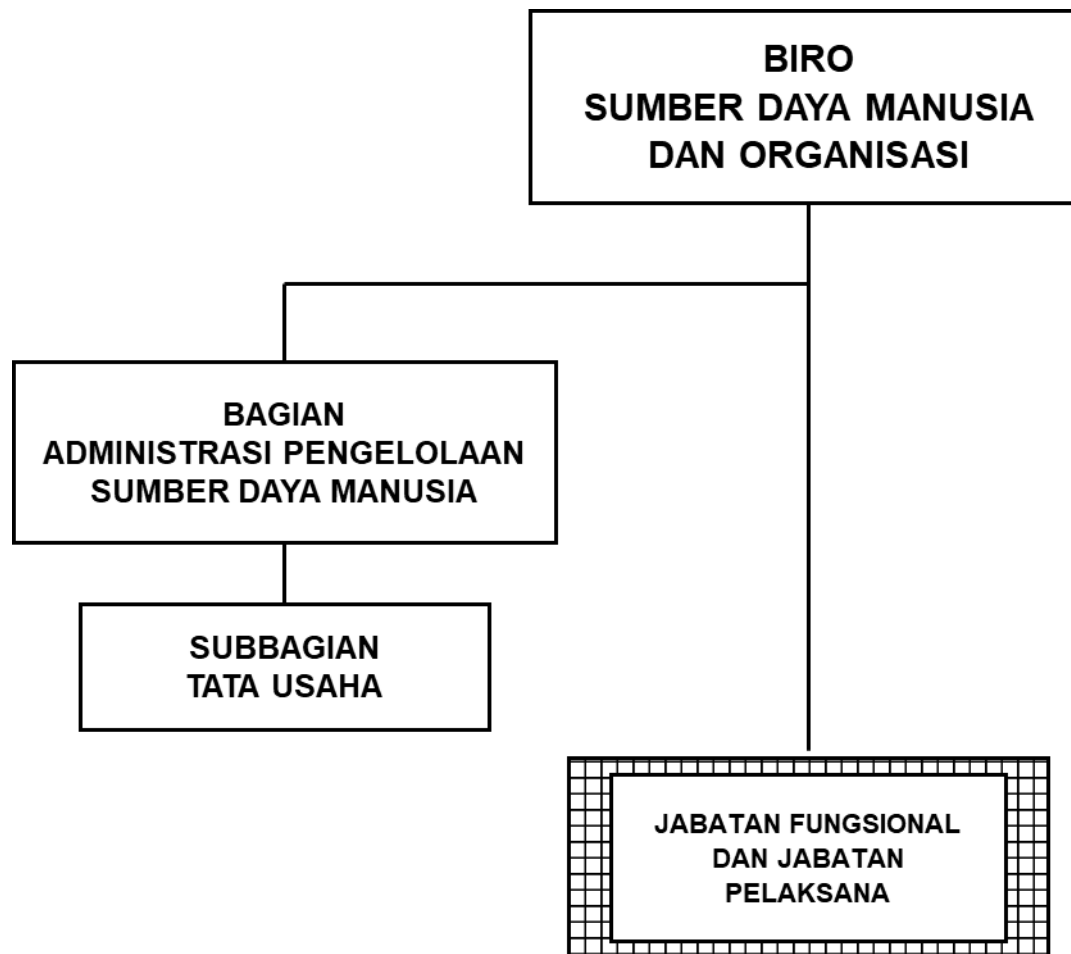 BIRO
SUMBER DAYA MANUSIA
DAN ORGANISASI
BAGIAN
ADMINISTRASI PENGELOLAAN
SUMBER DAYA MANUSIA
SUBBAGIAN
TATA USAHA
JABATAN FUNGSIONAL
DAN JABATAN
PELAKSANA